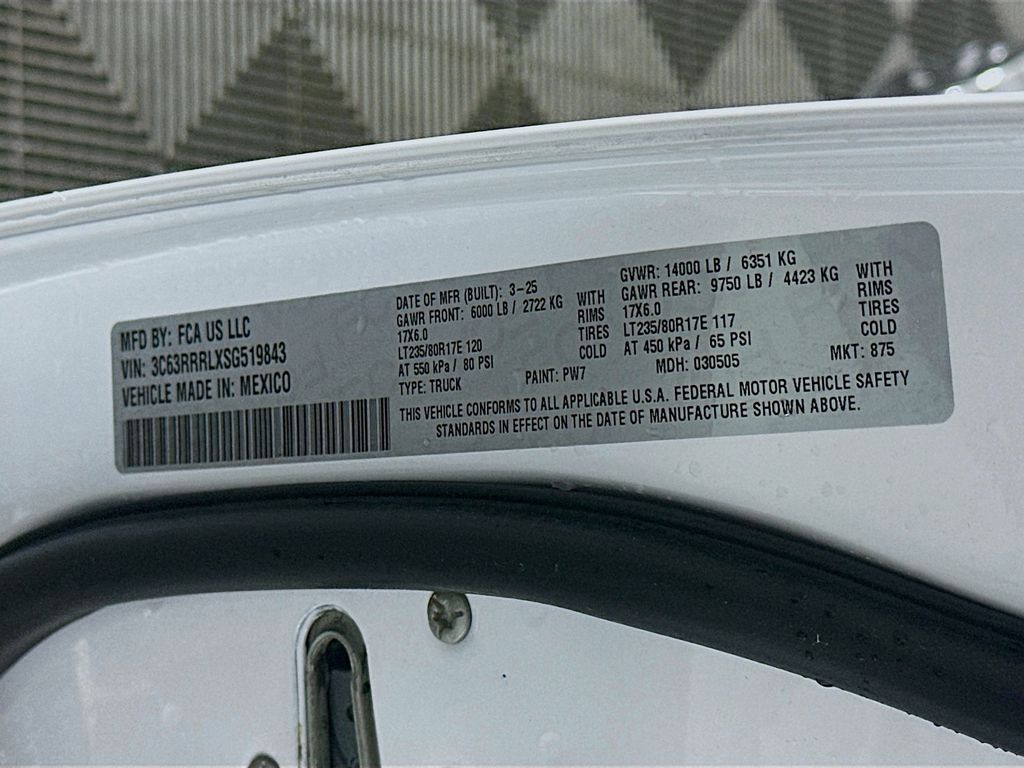 MFD BY: FCA US LLC
VIN: 3C63RRRLXSG519843
VEHICLE MADE IN: MEXICO
DATE OF MFR (BUILT): 3-25
GAWR FRONT: 6000 LB / 2722 KG
17X6.0
LT235/80R17E 120
AT 550 kPa / 80 PSI
WITH
RIMS
TIRES
COLD
TYPE: TRUCK
PAINT: PW7
GVWR: 14000 LB / 6351 KG
GAWR REAR: 9750 LB / 4423 KG
17X6.0
LT235/80R17E 117
AT 450 kPa / 65 PSI
WITH
RIMS
TIRES
COLD
MDH: 030505
MKT: 875
THIS VEHICLE CONFORMS TO ALL APPLICABLE U.S.A. FEDERAL MOTOR VEHICLE SAFETY
STANDARDS IN EFFECT ON THE DATE OF MANUFACTURE SHOWN ABOVE.